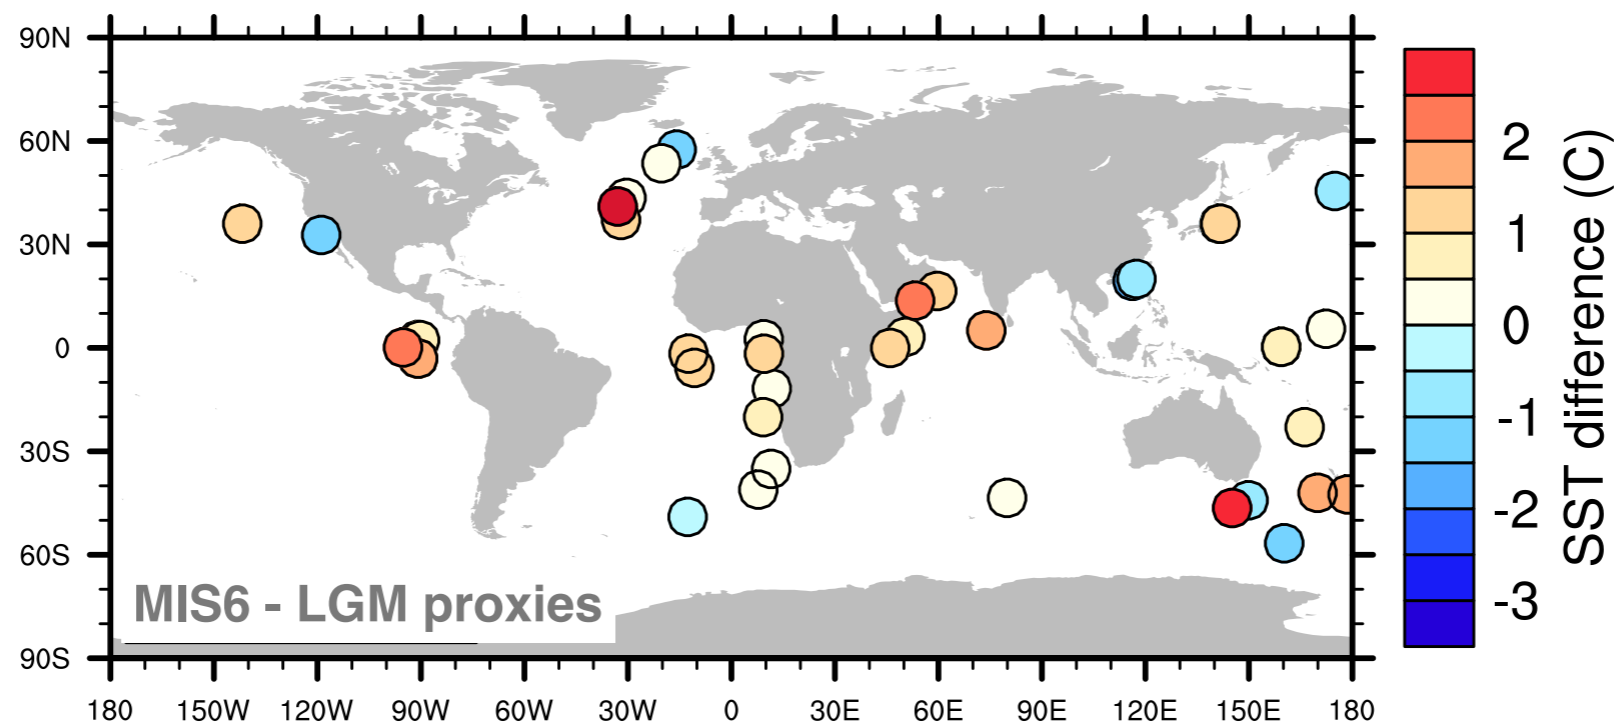 90N
60N
30N
0
30S
60S
90S
MIS6 - LGM proxies
180 150W 120W 90W 60W 30W 0 30E 60E 90E 120E 150E 180
2
1
0
-1
-2
-3
SST difference (C)